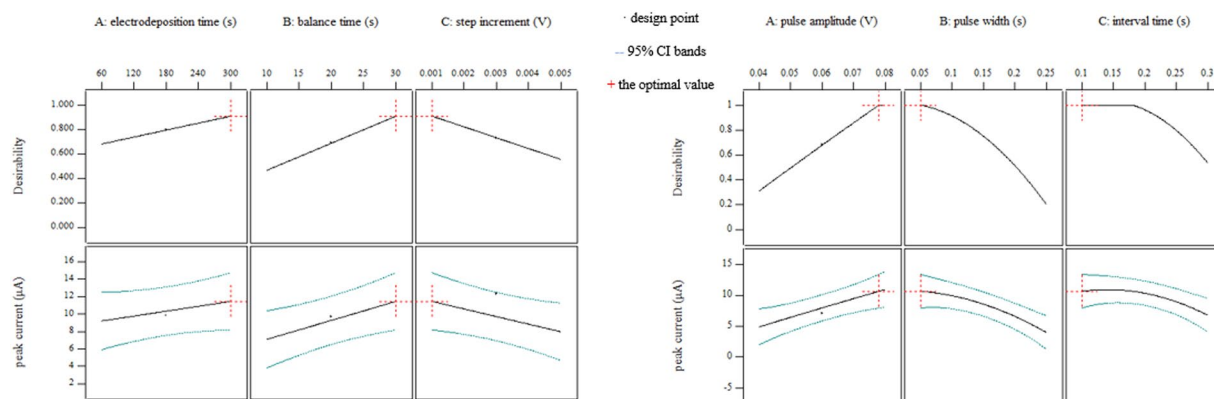 A: electrodeposition time (s)
B: balance time (s)
C: step increment (V)
60 120 180 240 300
10 15 20 25 30
0.001 0.002 0.003 0.004 0.005
Desirability
1.000
0.800
0.600
0.400
0.200
0.000
peak current (μA)
16
14
12
10
8
6
4
2
· design point
-- 95% CI bands
+ the optimal value
A: pulse amplitude (V)
B: pulse width (s)
C: interval time (s)
0.04 0.05 0.06 0.07 0.08
0.05 0.1 0.15 0.2 0.25
0.1 0.15 0.2 0.25 0.3
Desirability
1
0.8
0.6
0.4
0.2
0
peak current (μA)
15
10
5
0
-5